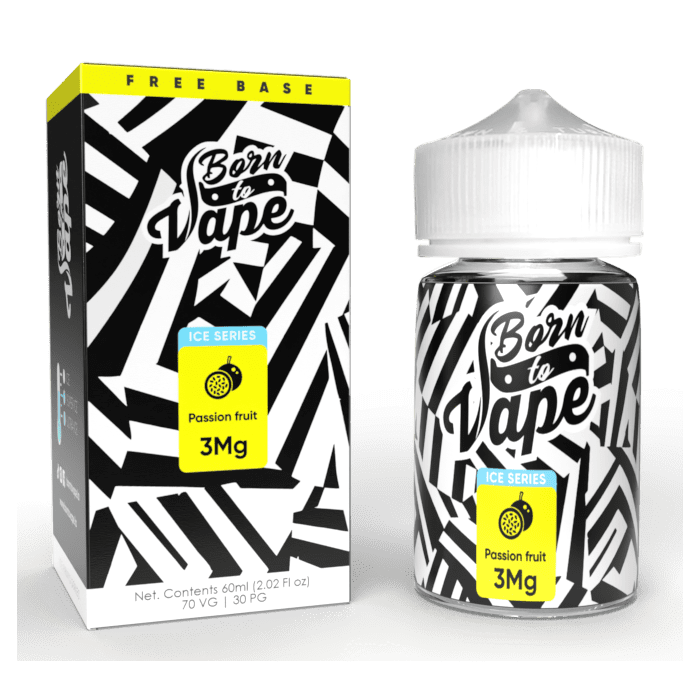 FREE BASE
Born
to
Vape
ICE SERIES
Passion fruit
3Mg
Net. Contents 60ml (2.02 Fl oz)
70 VG | 30 PG
Born
to
Vape
ICE SERIES
Passion fruit
3Mg